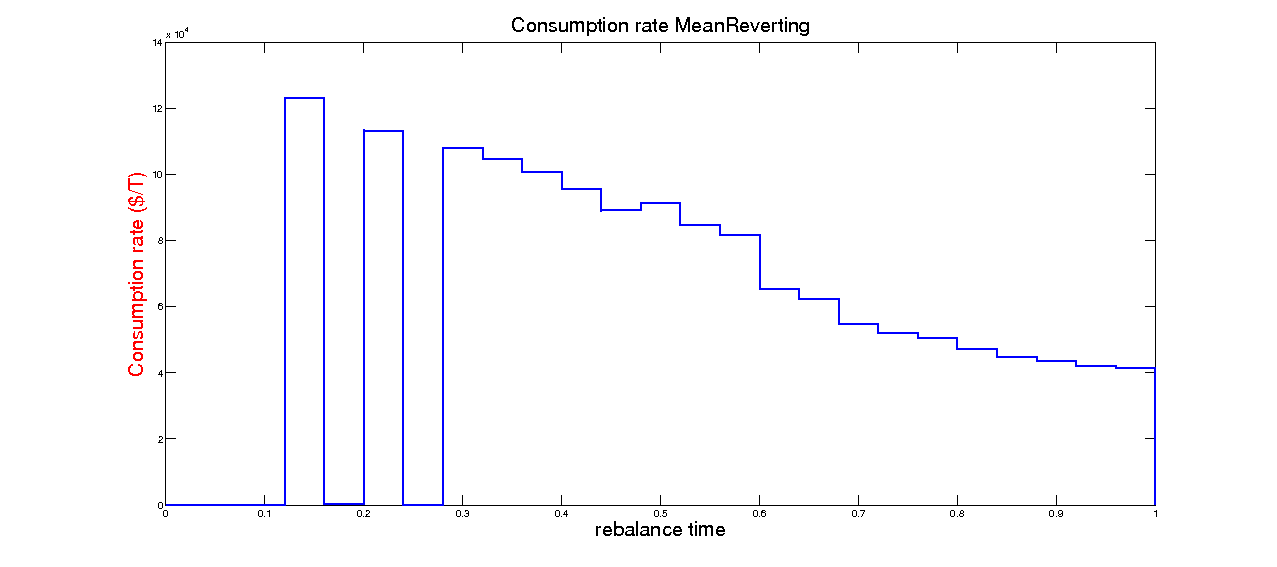 Consumption rate MeanReverting
x 10^4
14
12
10
8
6
4
2
0
Consumption rate ($/T)
0 0.1 0.2 0.3 0.4 0.5 0.6 0.7 0.8 0.9 1
rebalance time